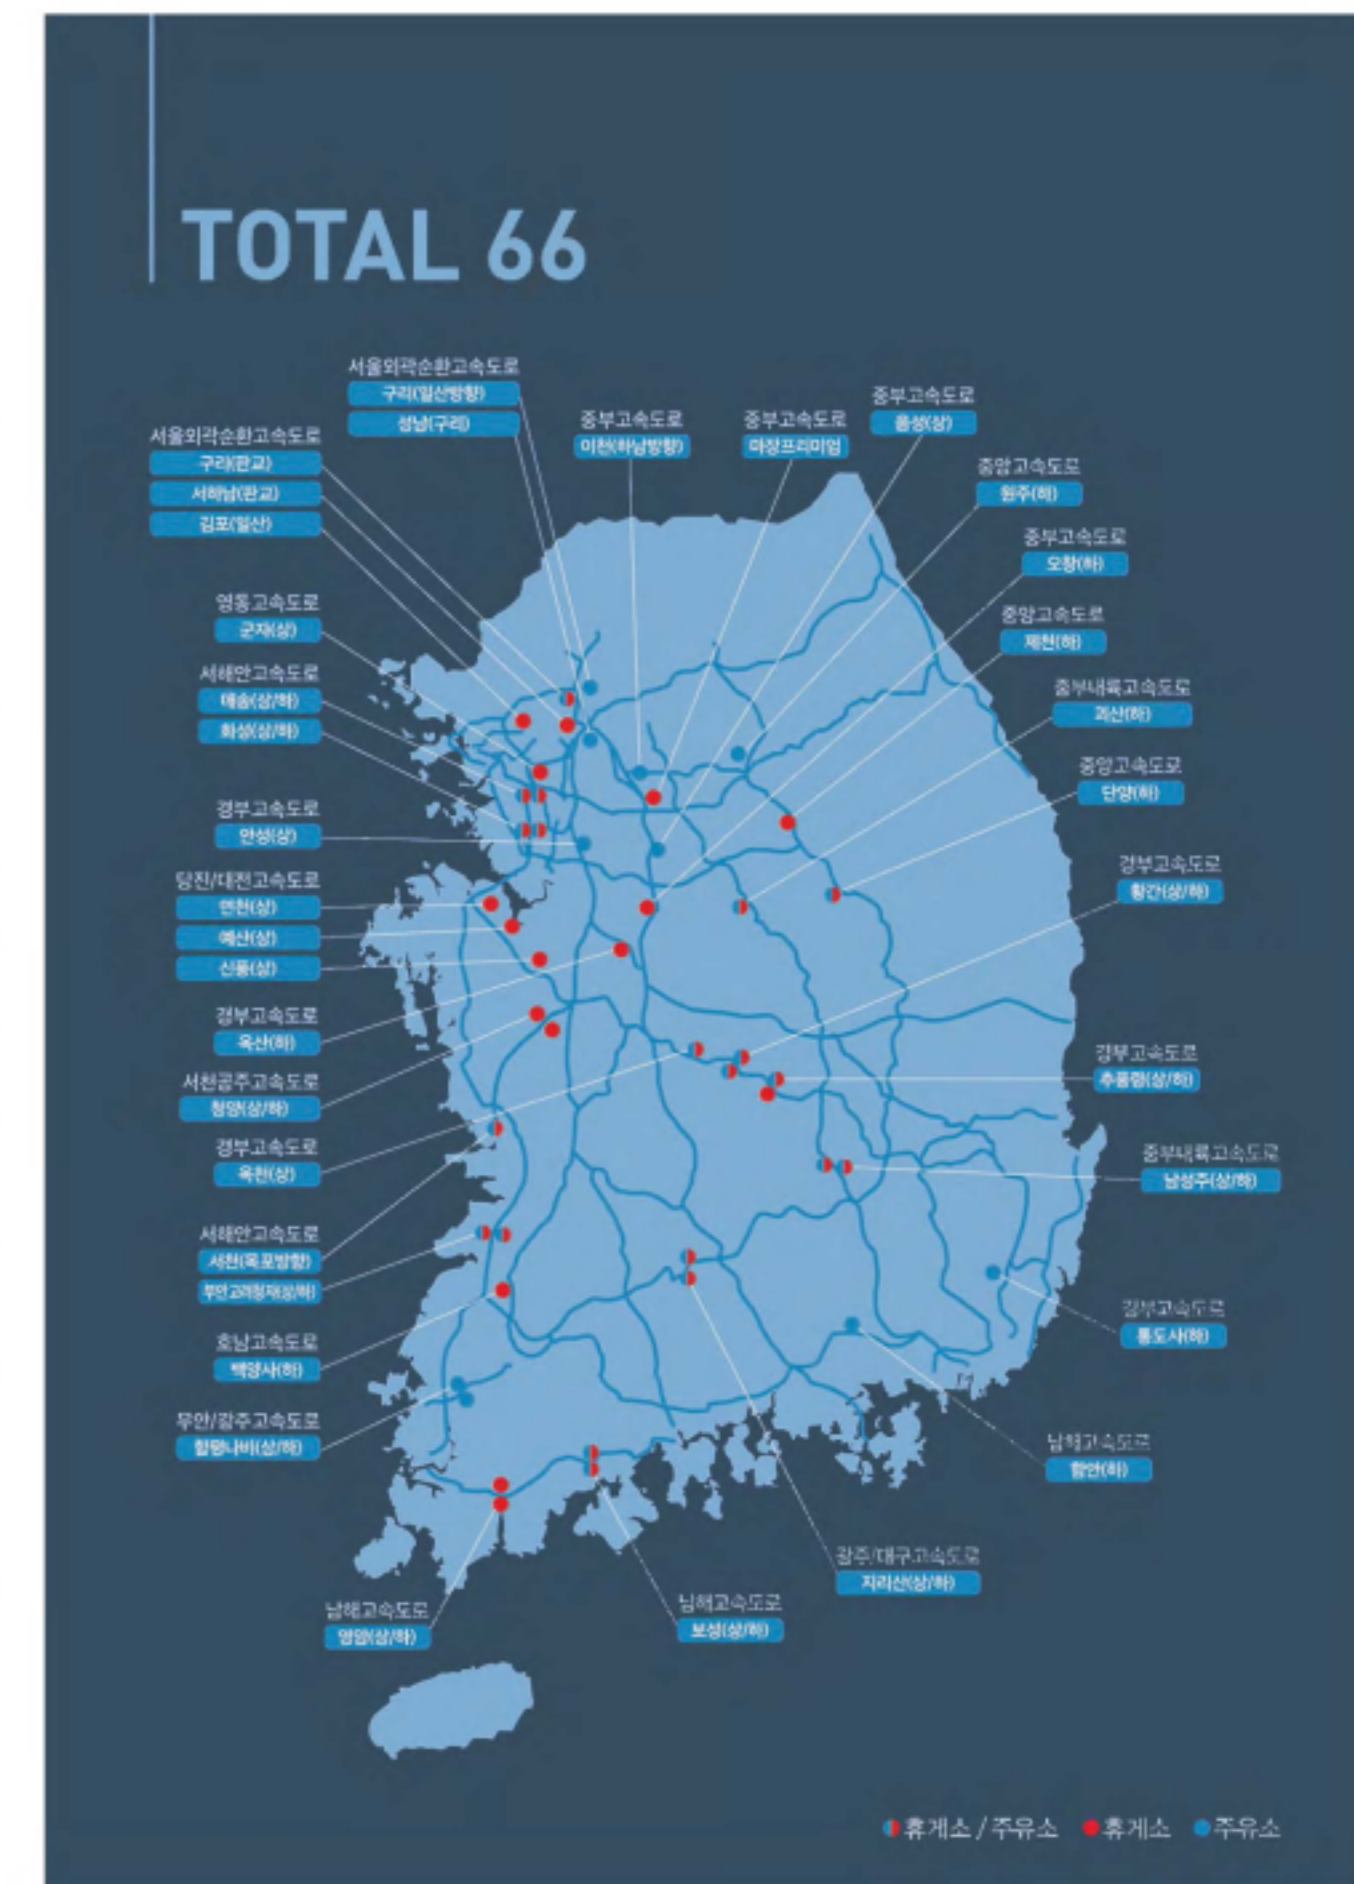 TOTAL 66
서울외곽순환고속도로
구리(일산방향)
성남(구리)
서울외곽순환고속도로
구리(판교)
서하남(판교)
김포(일산)
중부고속도로
이천(하남방향)
중부고속도로
마장프리미엄
중부고속도로
음성(상)
중앙고속도로
원주(하)
중부고속도로
오창(하)
중앙고속도로
제천(하)
중부내륙고속도로
괴산(하)
중앙고속도로
단양(하)
경부고속도로
황간(상/하)
경부고속도로
추풍령(상/하)
중부내륙고속도로
남성주(상/하)
경부고속도로
통도사(하)
남해고속도로
함안(하)
광주/대구고속도로
지리산(상/하)
남해고속도로
보성(상/하)
남해고속도로
영암(상/하)
영동고속도로
군자(상)
서해안고속도로
매송(상/하)
화성(상/하)
경부고속도로
안성(상)
당진/대전고속도로
면천(상)
예산(상)
신풍(상)
경부고속도로
옥산(하)
서천공주고속도로
청양(상/하)
경부고속도로
옥천(상)
서해안고속도로
서천(목포방향)
부안고려청자(상/하)
호남고속도로
백양사(하)
무안/광주고속도로
함평나비(상/하)
휴게소 / 주유소 휴게소 주유소